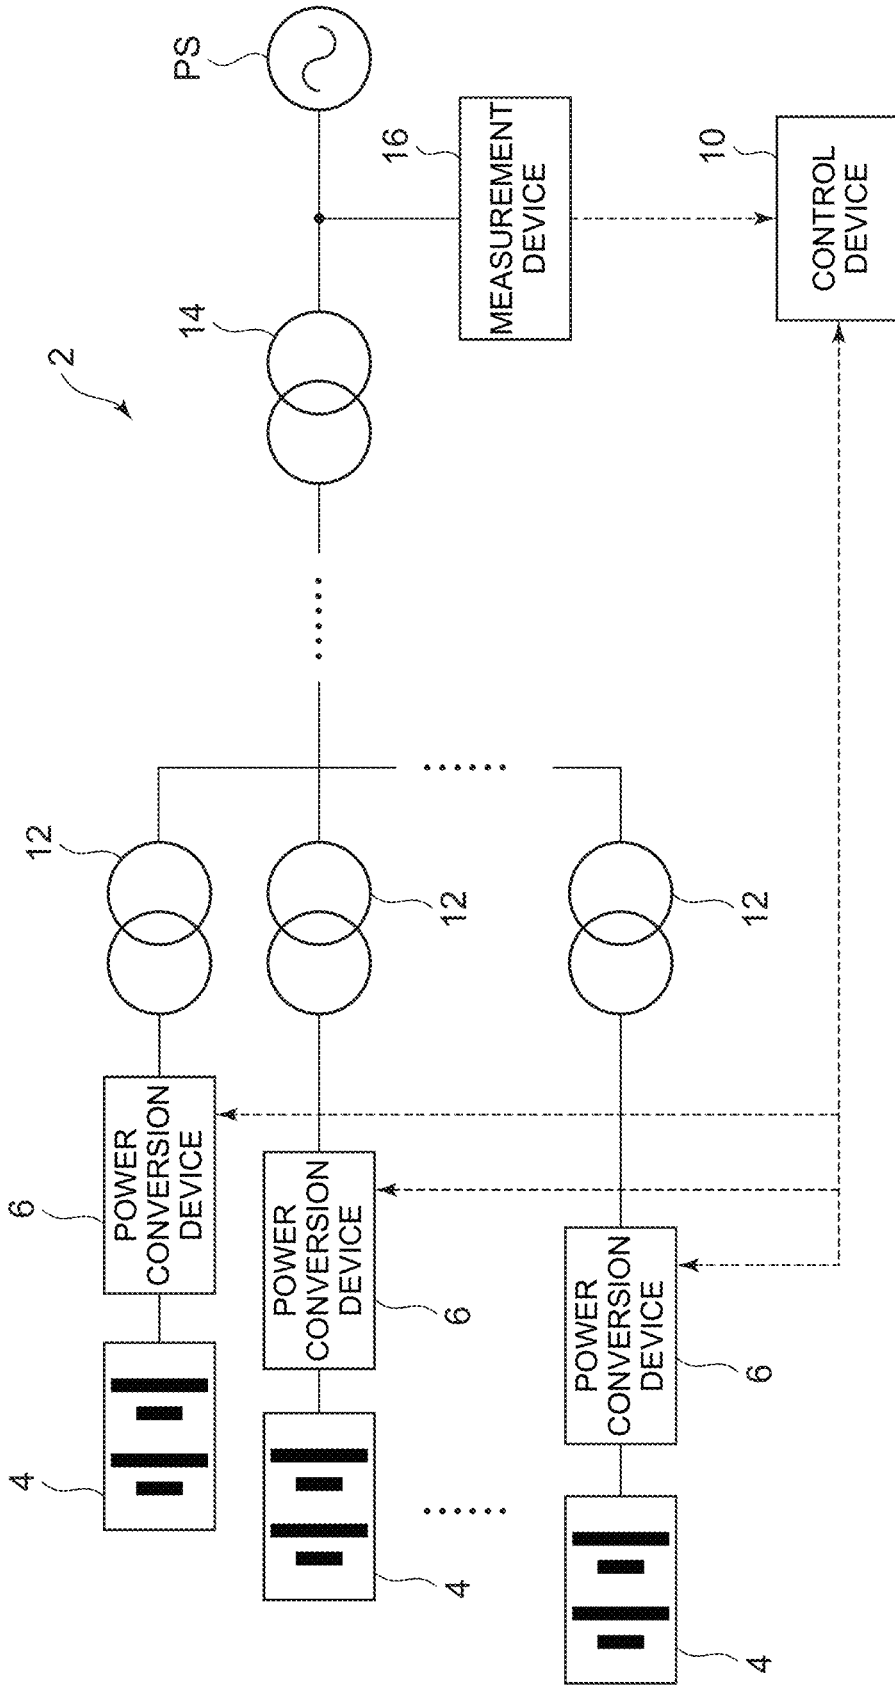 4
6
12
2
POWER
CONVERSION
DEVICE
14
PS
POWER
CONVERSION
DEVICE
16
4
6
12
MEASUREMENT
DEVICE
POWER
CONVERSION
DEVICE
10
4
6
12
CONTROL
DEVICE